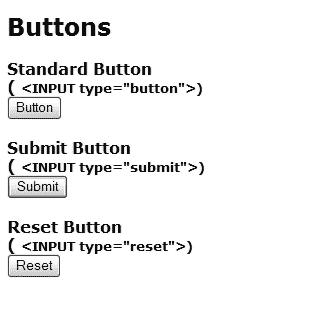 Buttons
Standard Button
( <INPUT type="button">)
Button
Submit Button
( <INPUT type="submit">)
Submit
Reset Button
( <INPUT type="reset">)
Reset